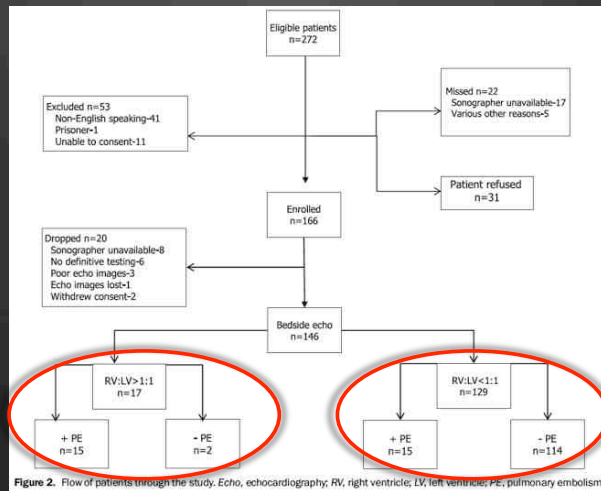 Eligible patients
n=272
Excluded n=53
Non-English speaking-41
Prisoner-1
Unable to consent-11
Missed n=22
Sonographer unavailable-17
Various other reasons-5
Patient refused
n=31
Enrolled
n=166
Dropped n=20
Sonographer unavailable-8
No definitive testing-6
Poor echo images-3
Echo images lost-1
Withdrew consent-2
Bedside echo
n=146
RV:LV>1:1
n=17
+ PE
n=15
- PE
n=2
RV:LV<1:1
n=129
+ PE
n=15
- PE
n=114
Figure 2. Flow of patients through the study. Echo, echocardiography; RV, right ventricle; LV, left ventricle; PE, pulmonary embolism